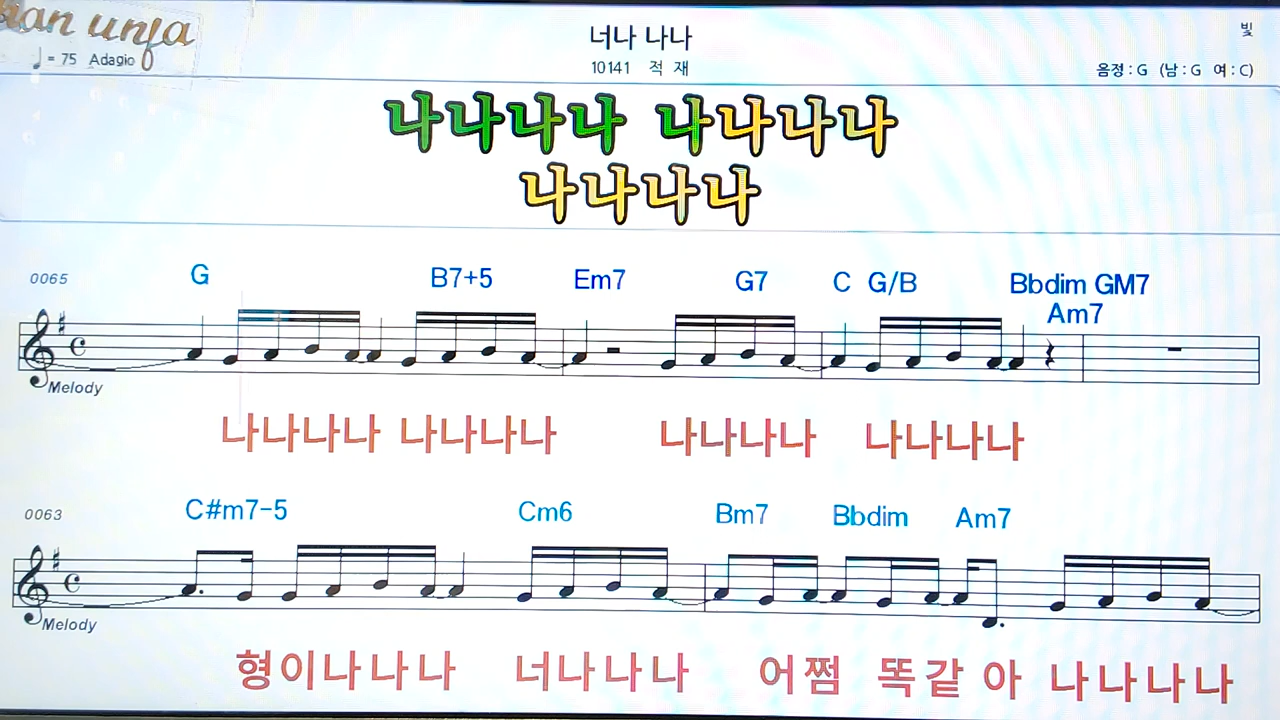 ♩= 75 Adagio
너나 나나
빛
10141 적 재
음정 : G (남 : G 여 : C)
나나나나 나나나나
나나나나
0065
G B7+5 Em7 G7 C G/B Bbdim GM7
Am7
Melody
나나나나 나나나나 나나나나 나나나나
0063
C#m7-5 Cm6 Bm7 Bbdim Am7
Melody
형이나나나 너나나나 어쩜 똑같 아 나나나나